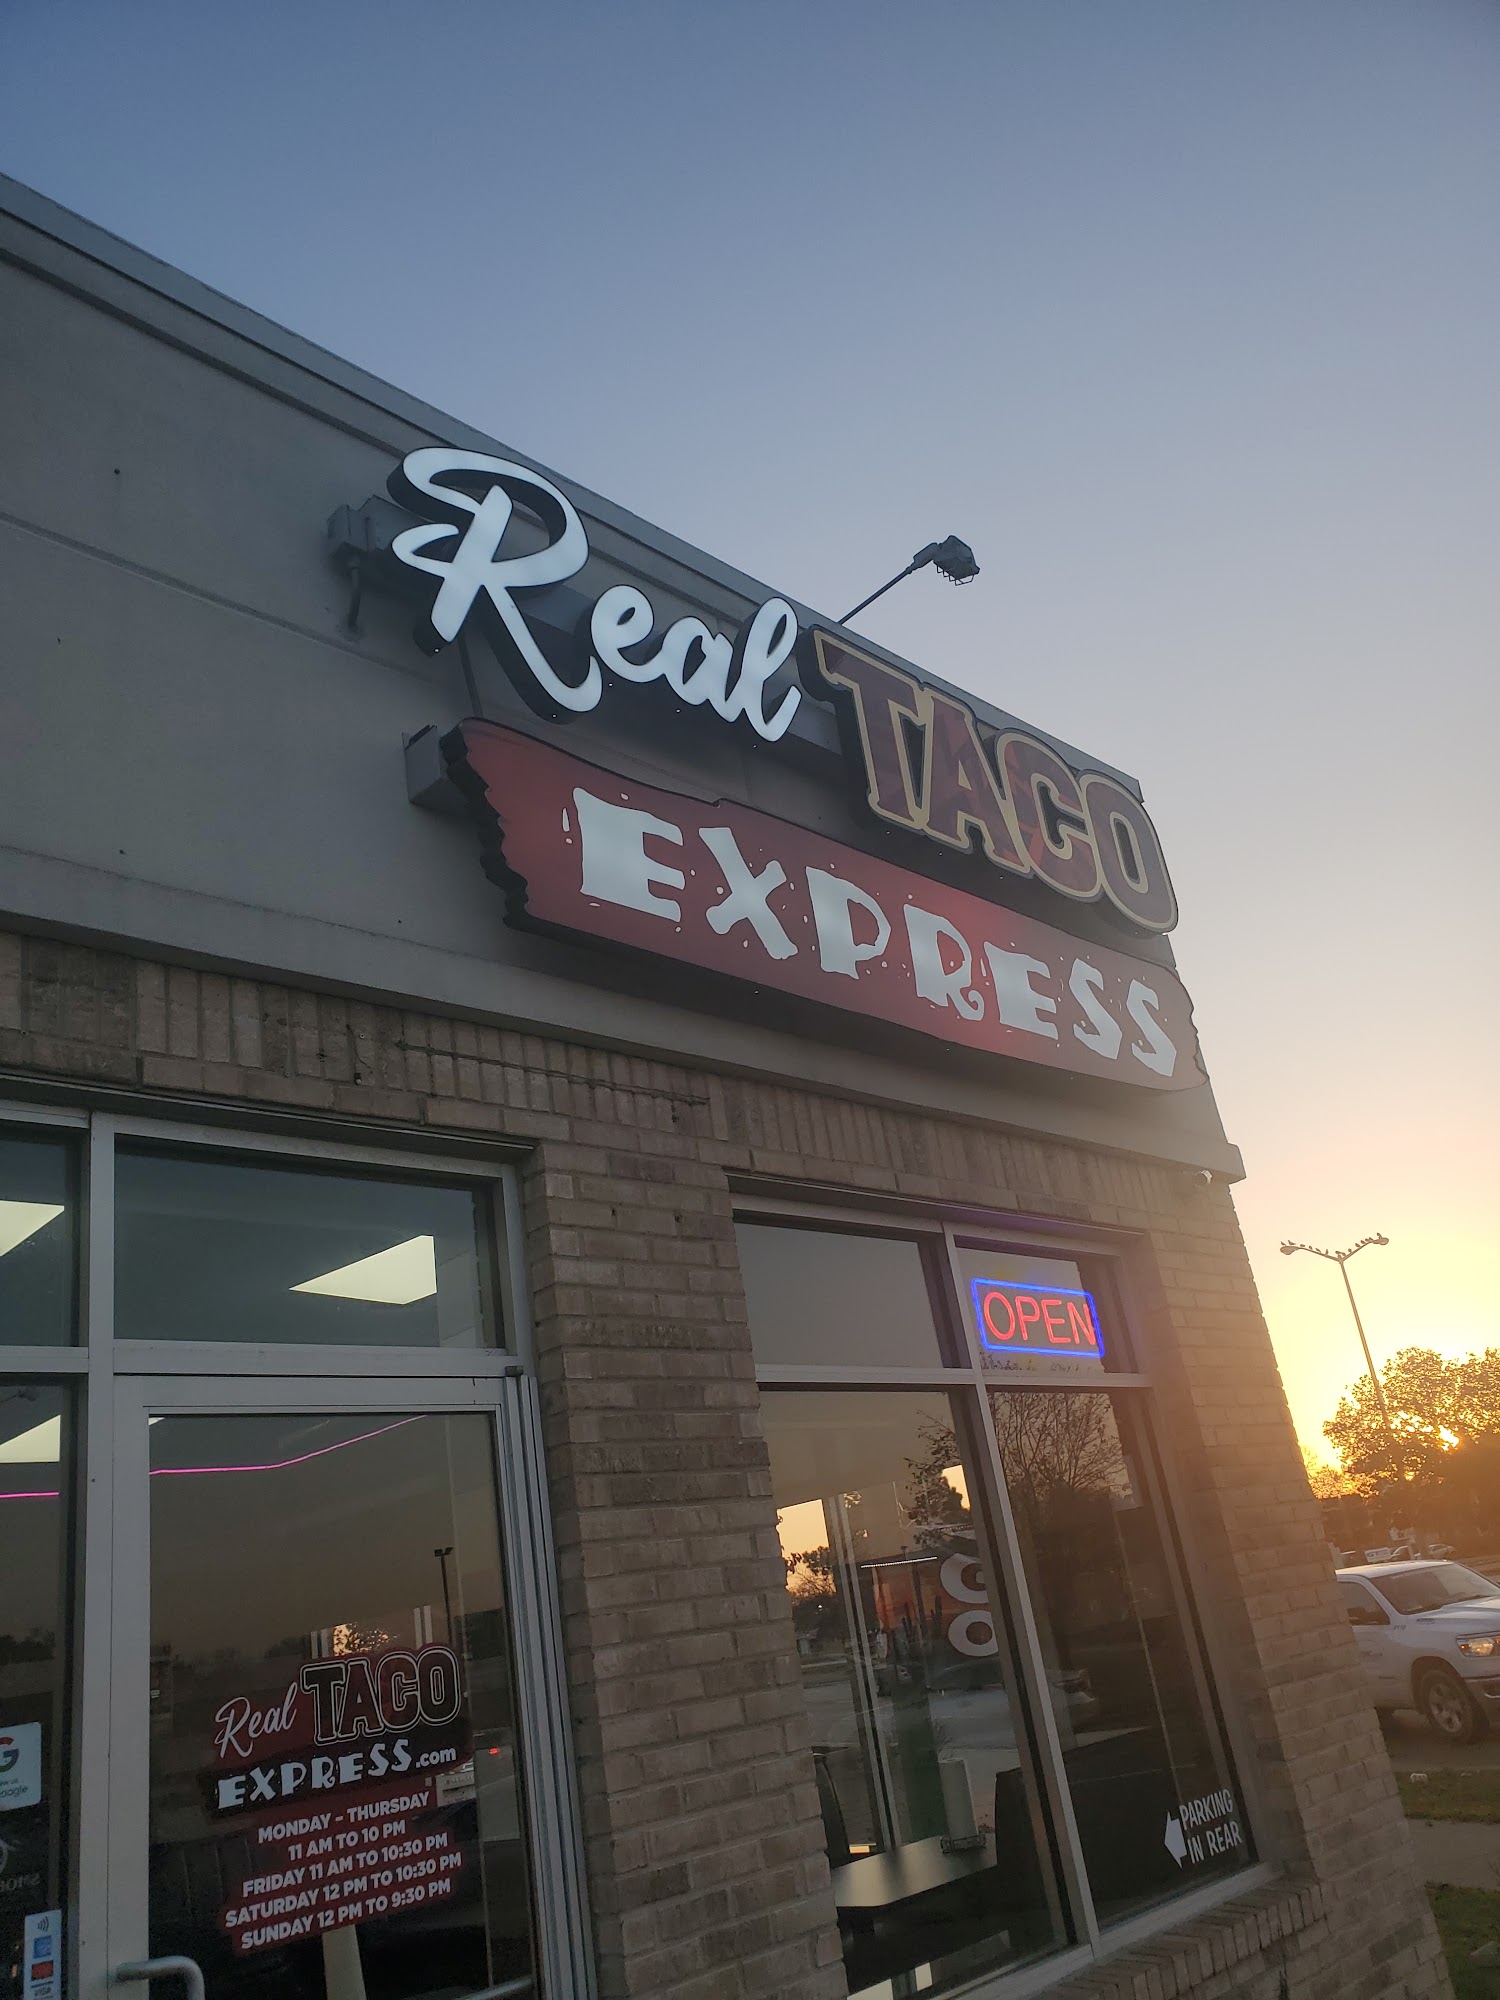 Real TACO
EXPRESS
OPEN
Real TACO
EXPRESS.com
MONDAY - THURSDAY
11 AM TO 10 PM
FRIDAY 11 AM TO 10:30 PM
SATURDAY 12 PM TO 10:30 PM
SUNDAY 12 PM TO 9:30 PM
PARKING
IN REAR